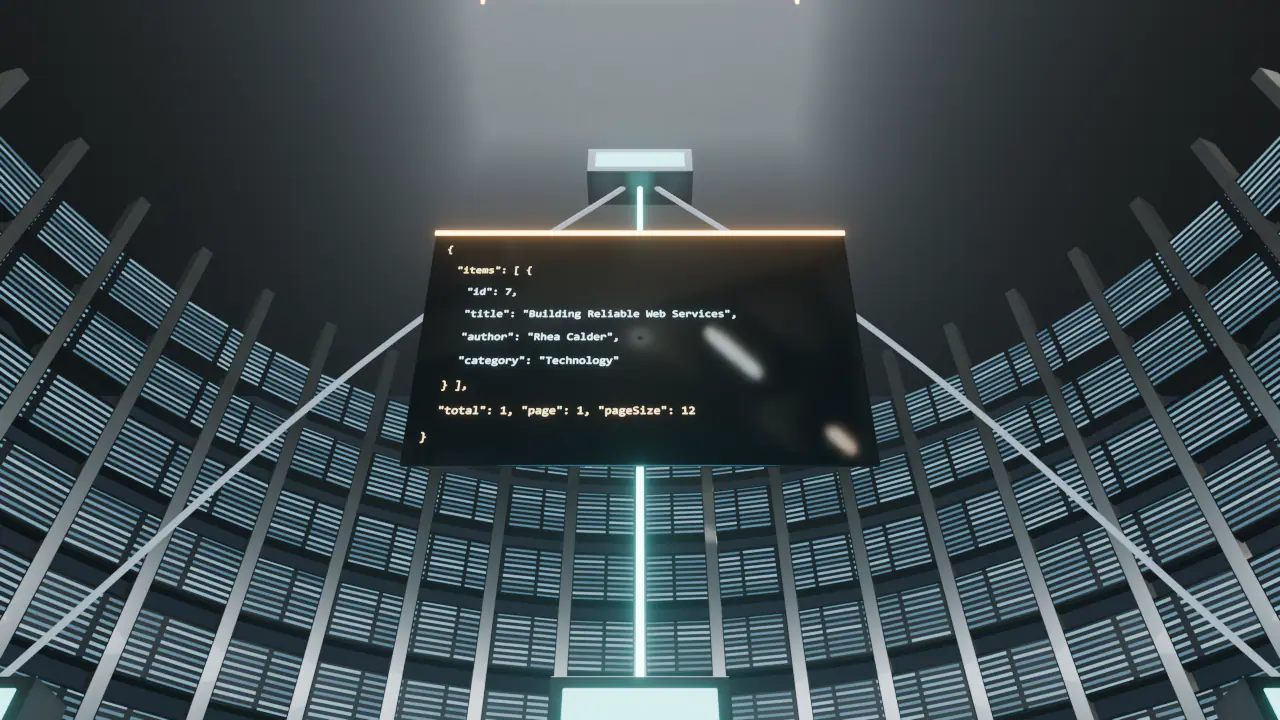 {
"items": [ {
"id": 7,
"title": "Building Reliable Web Services",
"author": "Rhea Calder",
"category": "Technology"
} ],
"total": 1, "page": 1, "pageSize": 12
}